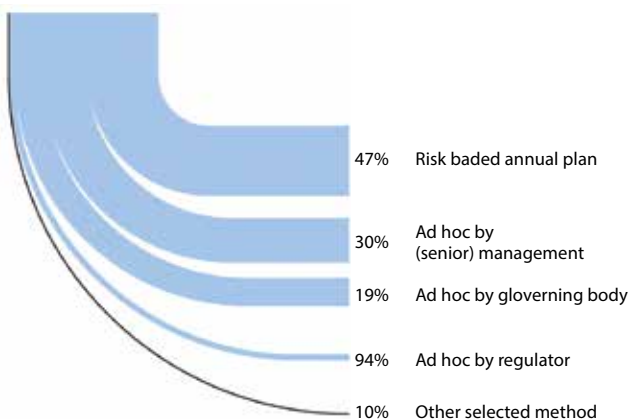 47% Risk baded annual plan
30% Ad hoc by
(senior) management
19% Ad hoc by gloverning body
94% Ad hoc by regulator
10% Other selected method